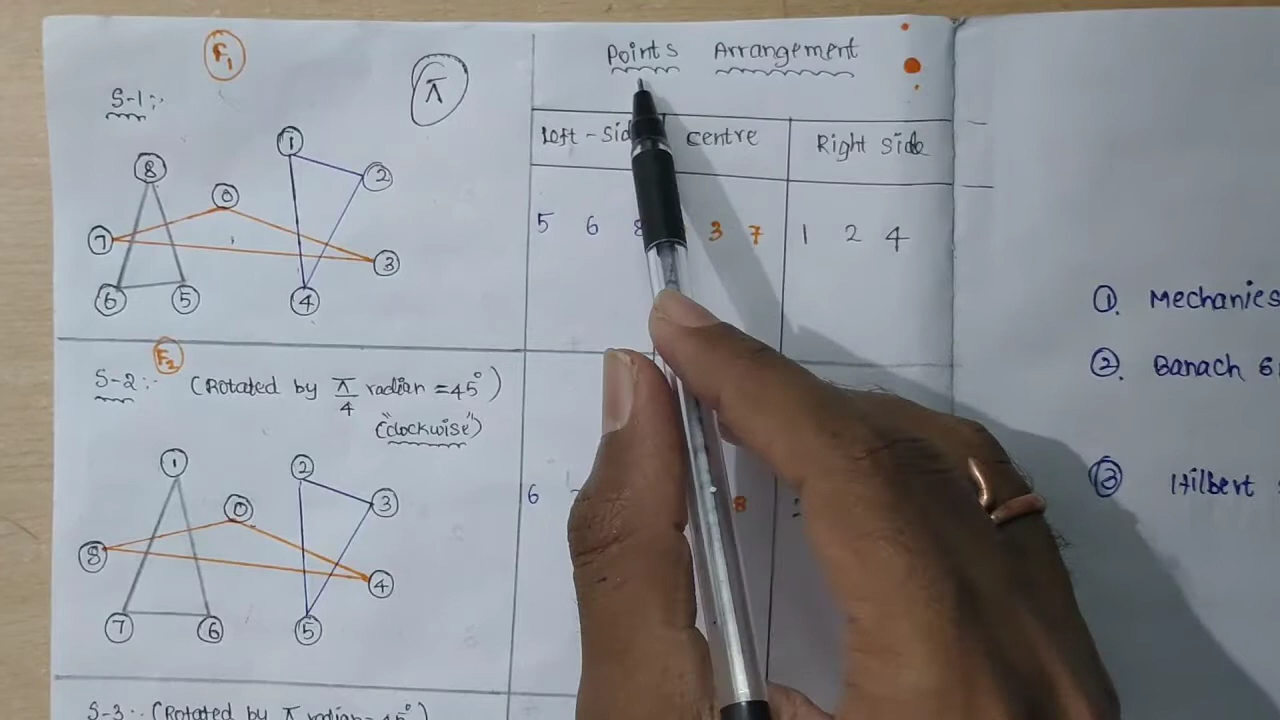 F1
π
S-1:-
8
1
0
2
7
3
6
5
4
Points Arrangement
Left-Sid
Centre
Right Side
5 6 8
3 7
1 2 4
F2
S-2:- (Rotated by π/4 radian = 45°)
("clockwise")
1
2
0
3
8
4
7
6
5
6
8
① Mechanics
② Banach
③ Hilbert
S-3:- (Rotated by π radian = 45°)